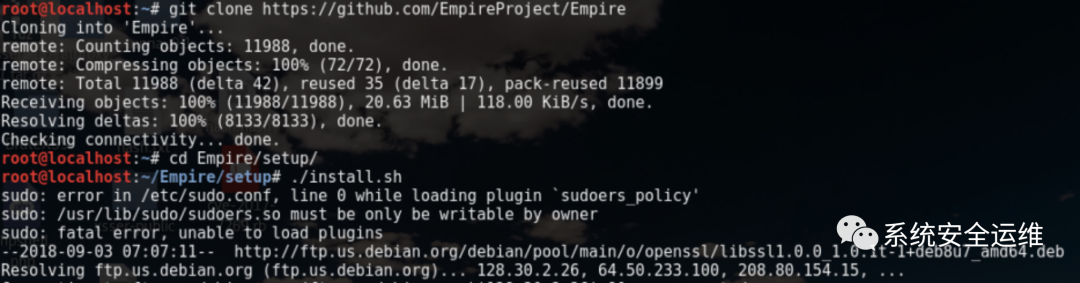 root@localhost:~# git clone https://github.com/EmpireProject/Empire
Cloning into 'Empire'...
remote: Counting objects: 11988, done.
remote: Compressing objects: 100% (72/72), done.
remote: Total 11988 (delta 42), reused 35 (delta 17), pack-reused 11899
Receiving objects: 100% (11988/11988), 20.63 MiB | 118.00 KiB/s, done.
Resolving deltas: 100% (8133/8133), done.
Checking connectivity... done.
root@localhost:~# cd Empire/setup/
root@localhost:~/Empire/setup# ./install.sh
sudo: error in /etc/sudo.conf, line 0 while loading plugin `sudoers_policy'
sudo: /usr/lib/sudo/sudoers.so must be only be writable by owner
sudo: fatal error, unable to load plugins
系统安全运维
--2018-09-03 07:07:11--  http://ftp.us.debian.org/debian/pool/main/o/openssl/libssl1.0.0_1.0.1t-1+deb8u7_amd64.deb
Resolving ftp.us.debian.org (ftp.us.debian.org)... 128.30.2.26, 64.50.233.100, 208.80.154.15, ...